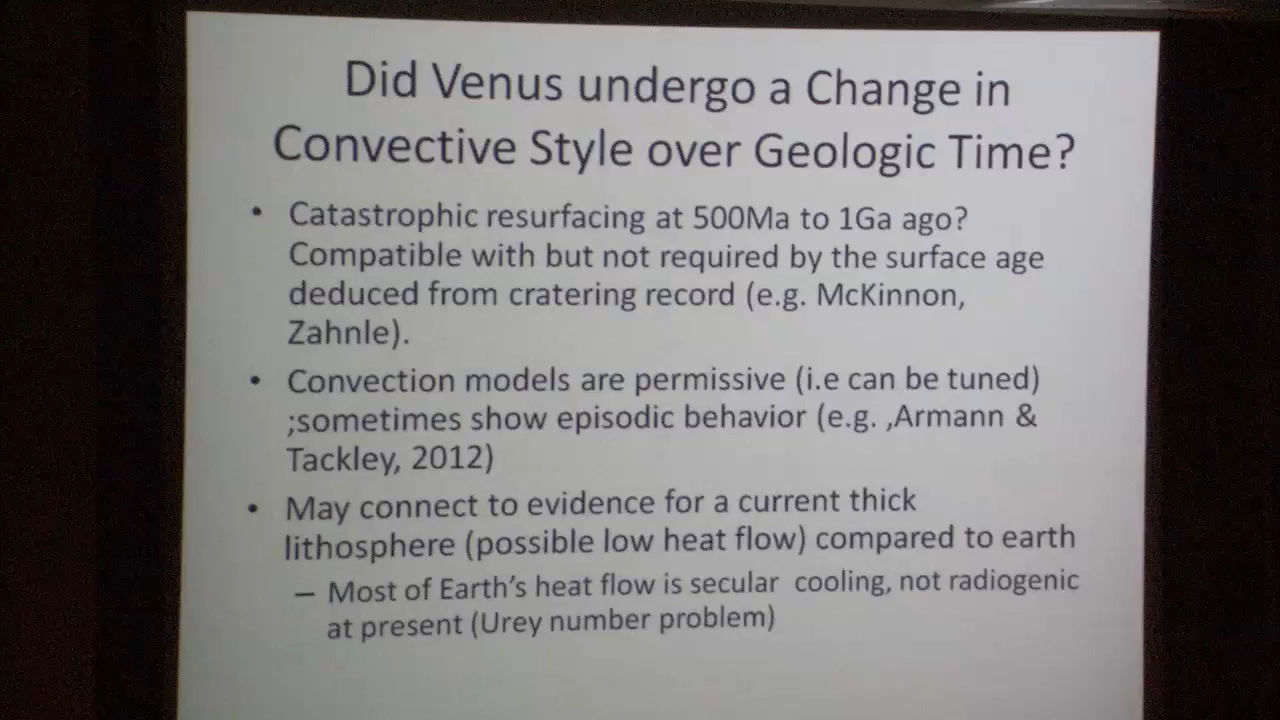 Did Venus undergo a Change in
Convective Style over Geologic Time?
• Catastrophic resurfacing at 500Ma to 1Ga ago?
Compatible with but not required by the surface age
deduced from cratering record (e.g. McKinnon,
Zahnle).
• Convection models are permissive (i.e can be tuned)
;sometimes show episodic behavior (e.g. ,Armann &
Tackley, 2012)
• May connect to evidence for a current thick
lithosphere (possible low heat flow) compared to earth
– Most of Earth's heat flow is secular cooling, not radiogenic
at present (Urey number problem)